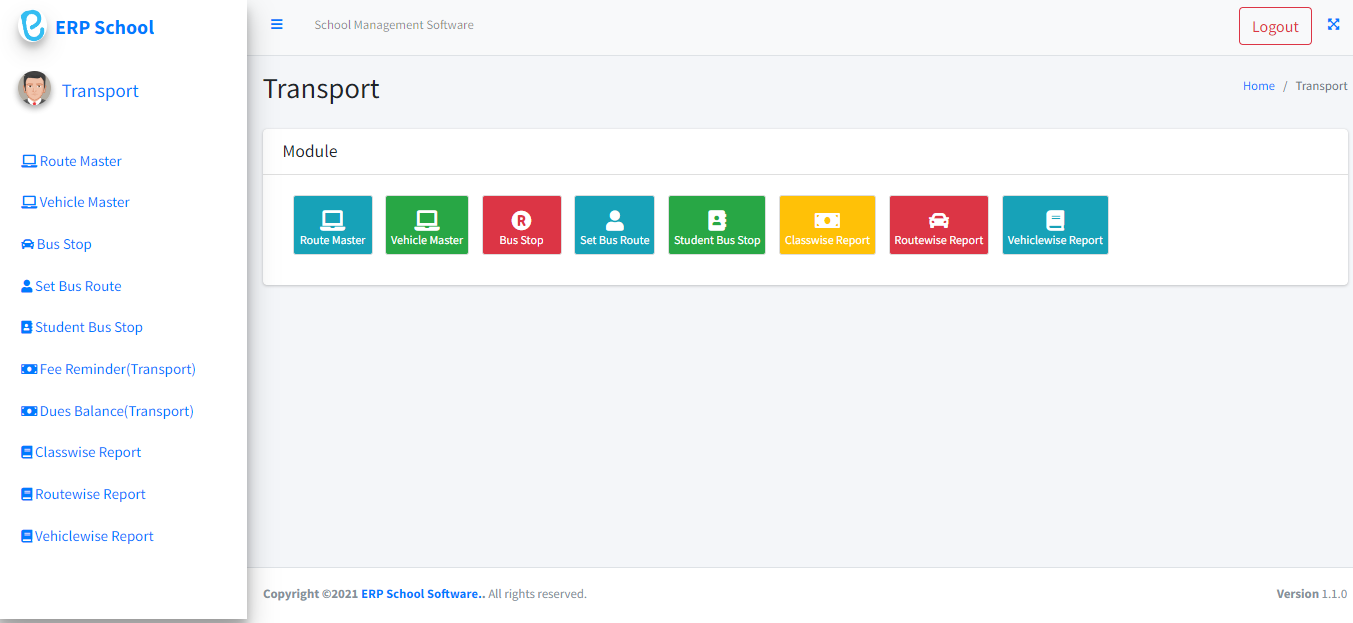 ERP School
School Management Software
Logout
Transport
Transport
Home / Transport
Route Master
Vehicle Master
Bus Stop
Set Bus Route
Student Bus Stop
Fee Reminder(Transport)
Dues Balance(Transport)
Classwise Report
Routewise Report
Vehiclewise Report
Module
Route Master
Vehicle Master
R
Bus Stop
Set Bus Route
Student Bus Stop
Classwise Report
Routewise Report
Vehiclewise Report
Copyright ©2021 ERP School Software.. All rights reserved.
Version 1.1.0